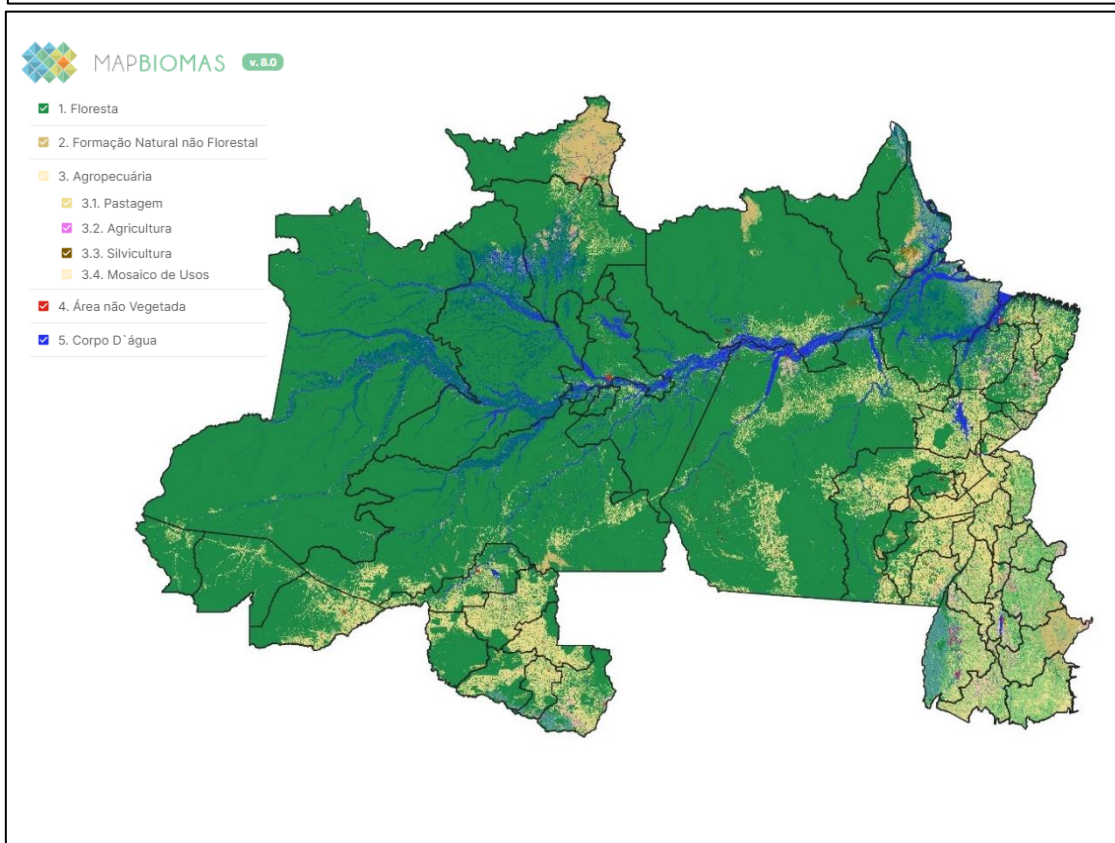 MAPBIOMAS v. 8.0
1. Floresta
2. Formação Natural não Florestal
3. Agropecuária
3.1. Pastagem
3.2. Agricultura
3.3. Silvicultura
3.4. Mosaico de Usos
4. Área não Vegetada
5. Corpo D`água